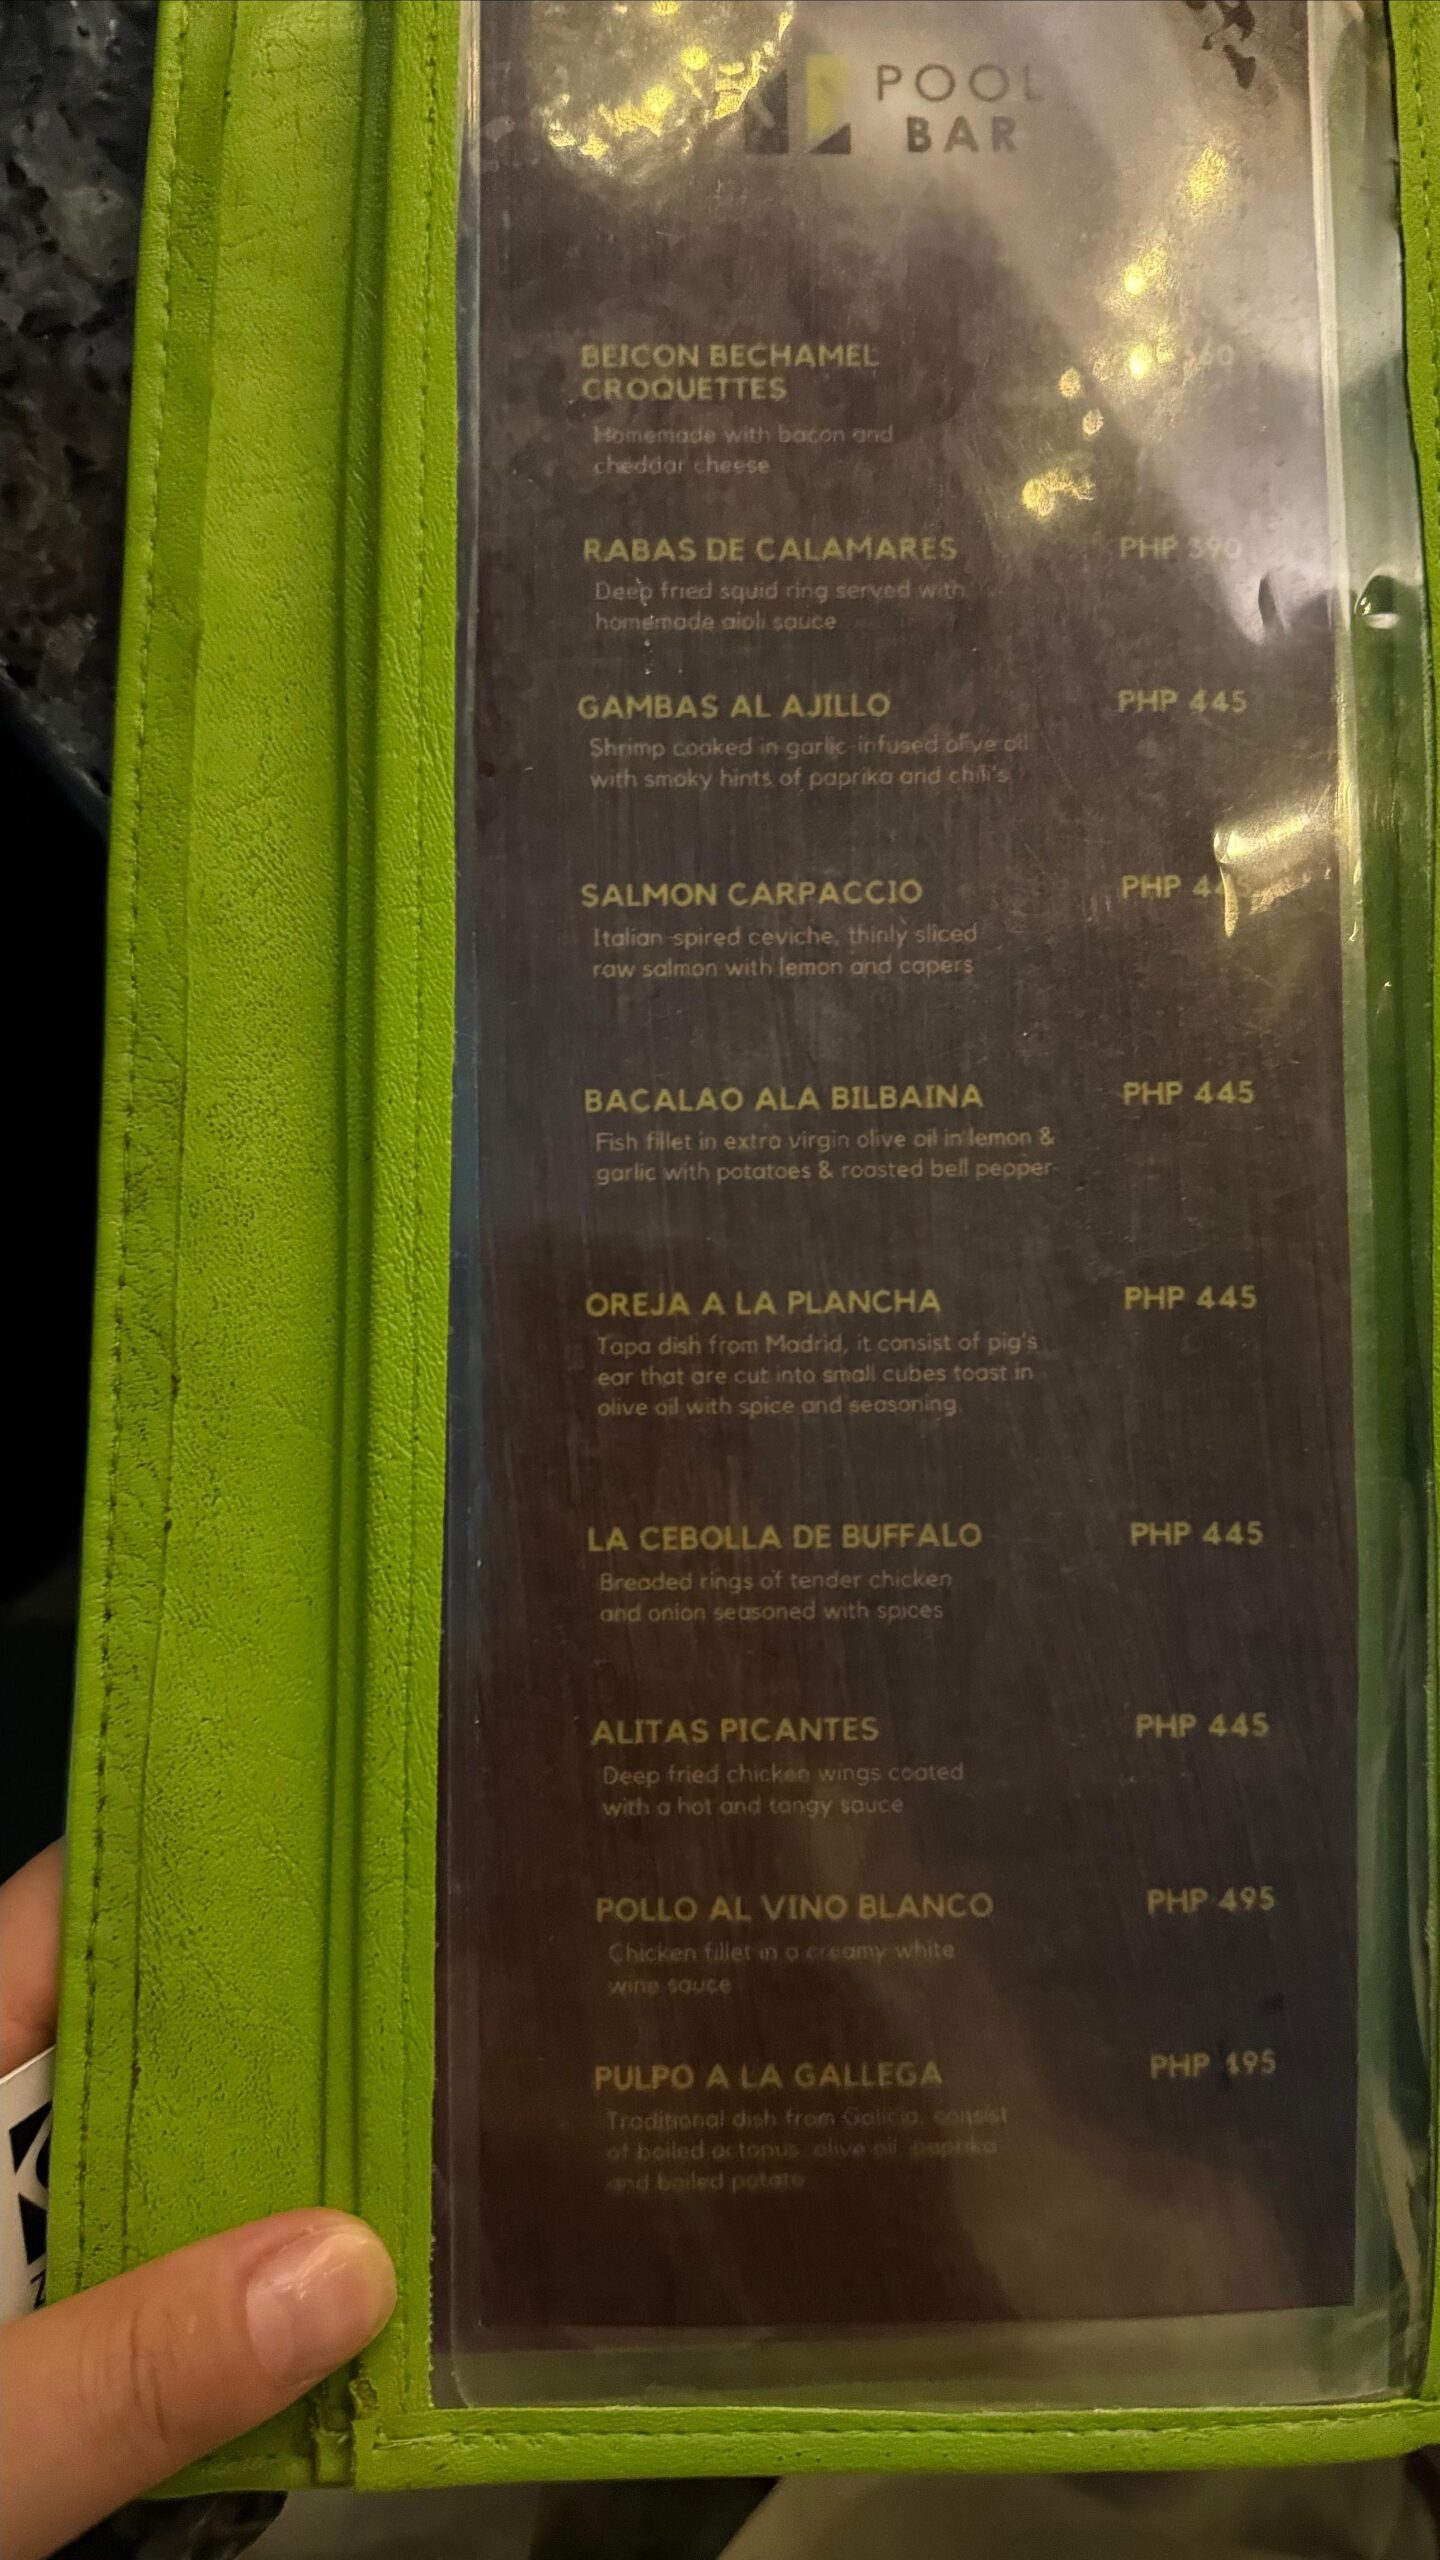 POOL
BAR
BEICON BECHAMEL
CROQUETTES
Homemade with bacon and
cheddar cheese
RABAS DE CALAMARES PHP 390
Deep fried squid ring served with
homemade aioli sauce
GAMBAS AL AJILLO PHP 445
Shrimp cooked in garlic-infused olive oil
with smoky hints of paprika and chili's
SALMON CARPACCIO PHP 445
Italian-spired ceviche, thinly sliced
raw salmon with lemon and capers
BACALAO ALA BILBAINA PHP 445
Fish fillet in extra virgin olive oil in lemon &
garlic with potatoes & roasted bell pepper
OREJA A LA PLANCHA PHP 445
Tapa dish from Madrid, it consist of pig's
ear that are cut into small cubes toast in
olive oil with spice and seasoning.
LA CEBOLLA DE BUFFALO PHP 445
Breaded rings of tender chicken
and onion seasoned with spices
ALITAS PICANTES PHP 445
Deep fried chicken wings coated
with a hot and tangy sauce
POLLO AL VINO BLANCO PHP 495
Chicken fillet in a creamy white
wine sauce
PULPO A LA GALLEGA PHP 495
Traditional dish from Galicia, consist
of boiled octopus, olive oil, paprika
and boiled potato